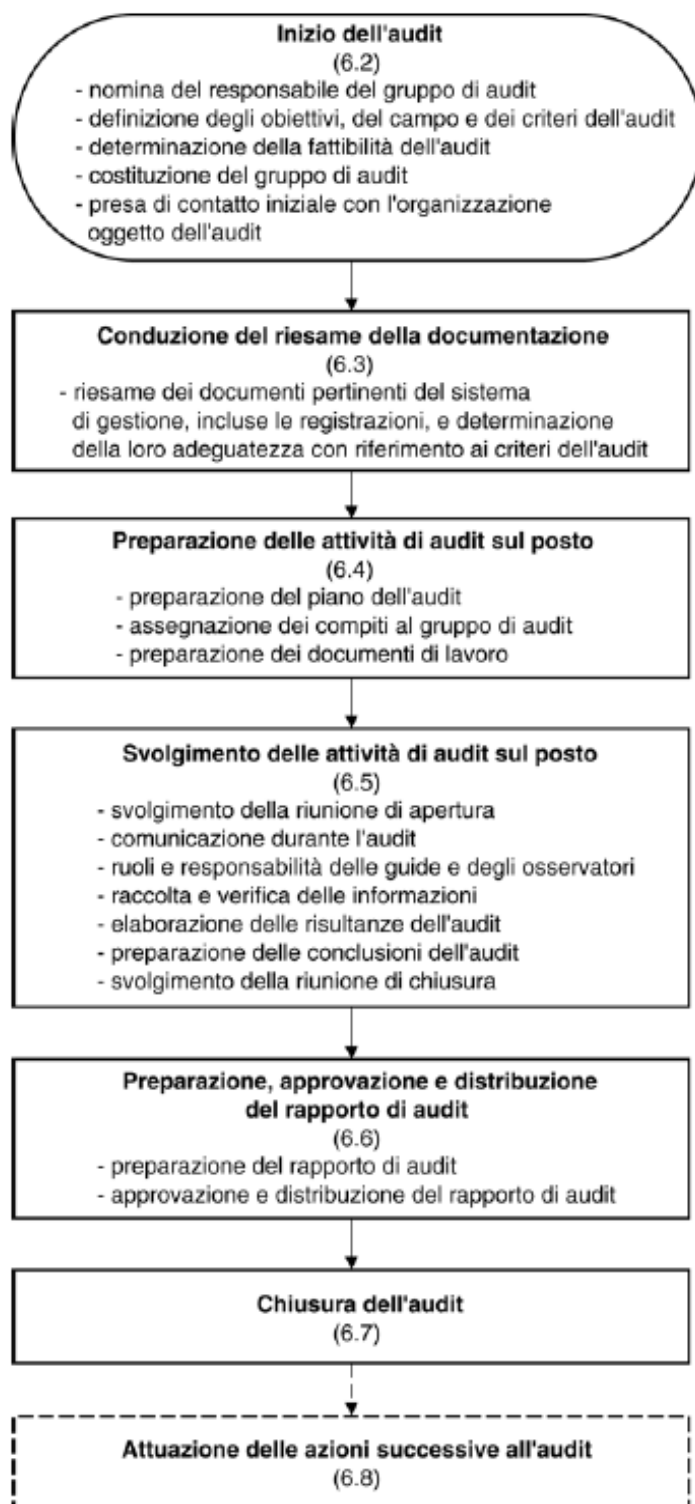 Inizio dell'audit
(6.2)
- nomina del responsabile del gruppo di audit
- definizione degli obiettivi, del campo e dei criteri dell'audit
- determinazione della fattibilità dell'audit
- costituzione del gruppo di audit
- presa di contatto iniziale con l'organizzazione
oggetto dell'audit
Conduzione del riesame della documentazione
(6.3)
- riesame dei documenti pertinenti del sistema
di gestione, incluse le registrazioni, e determinazione
della loro adeguatezza con riferimento ai criteri dell'audit
Preparazione delle attività di audit sul posto
(6.4)
- preparazione del piano dell'audit
- assegnazione dei compiti al gruppo di audit
- preparazione dei documenti di lavoro
Svolgimento delle attività di audit sul posto
(6.5)
- svolgimento della riunione di apertura
- comunicazione durante l'audit
- ruoli e responsabilità delle guide e degli osservatori
- raccolta e verifica delle informazioni
- elaborazione delle risultanze dell'audit
- preparazione delle conclusioni dell'audit
- svolgimento della riunione di chiusura
Preparazione, approvazione e distribuzione
del rapporto di audit
(6.6)
- preparazione del rapporto di audit
- approvazione e distribuzione del rapporto di audit
Chiusura dell'audit
(6.7)
Attuazione delle azioni successive all'audit
(6.8)